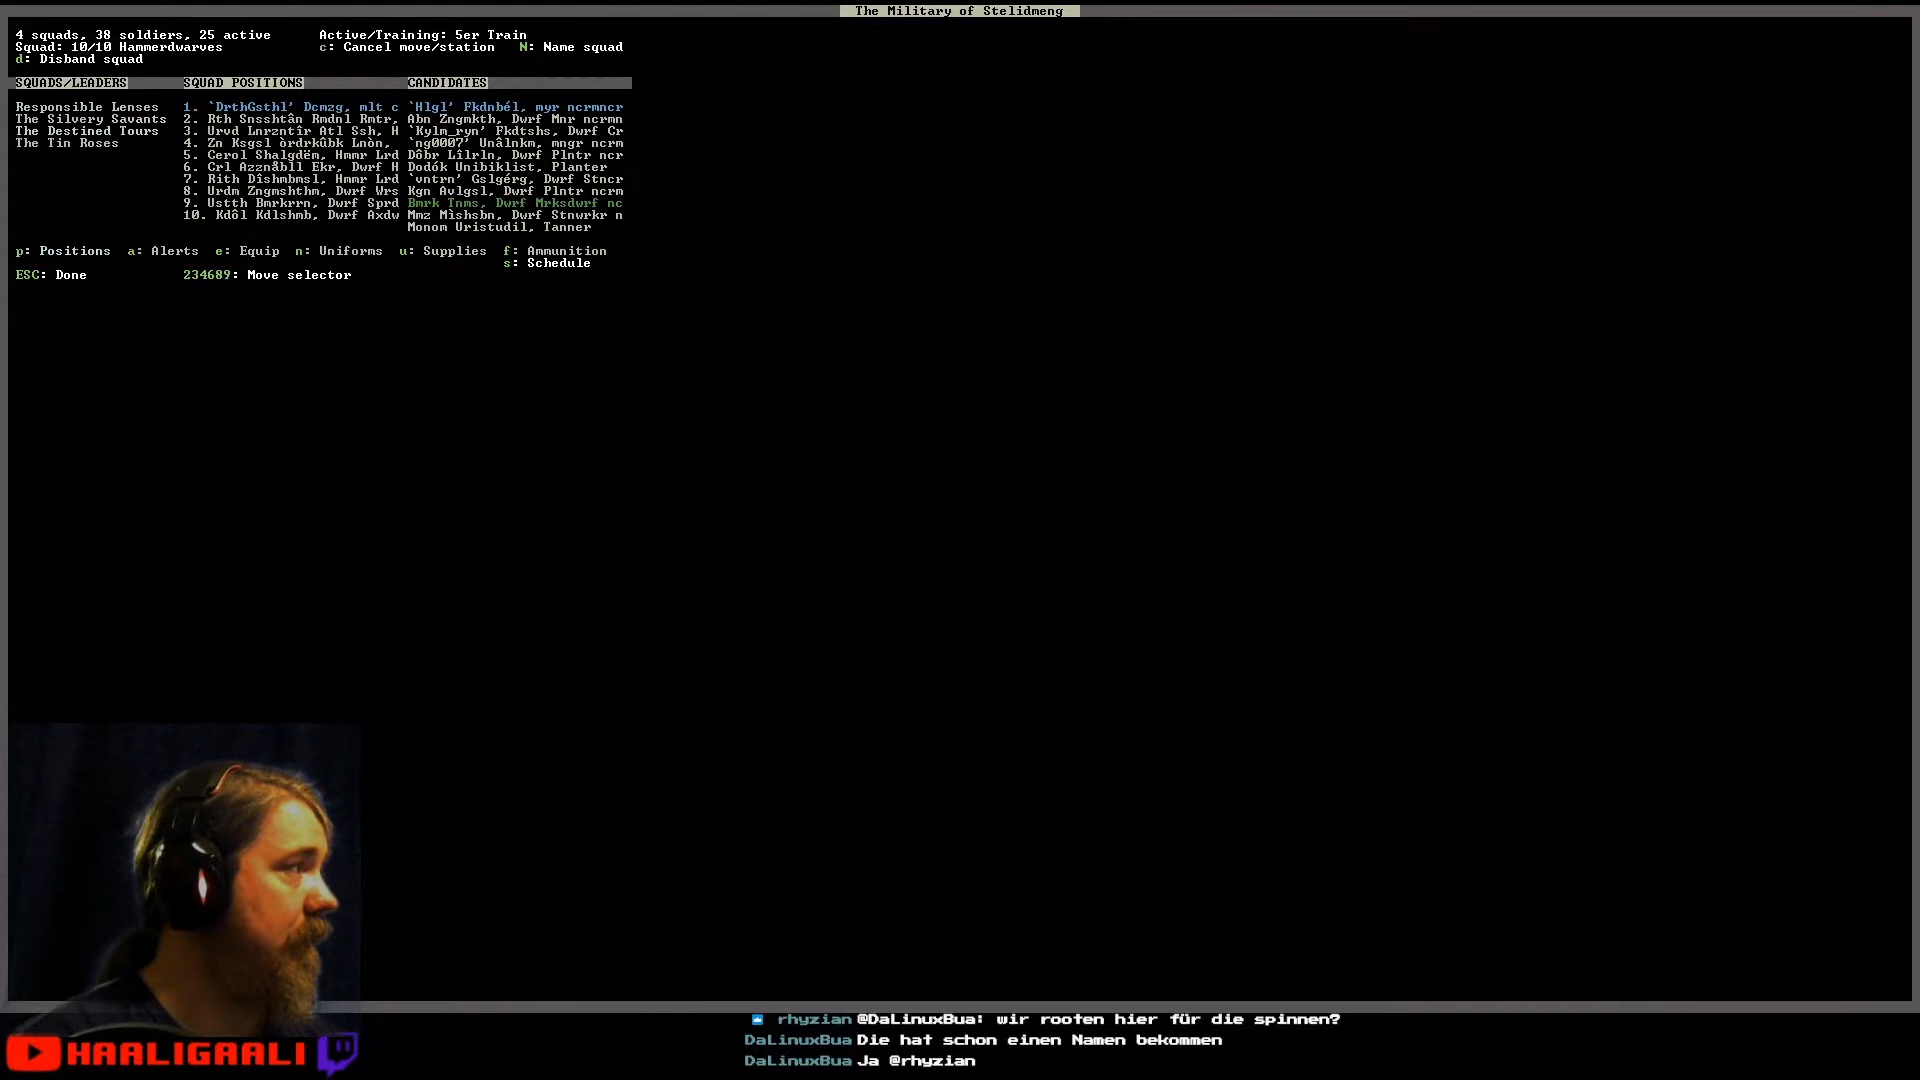 The Military of Stelidmeng
4 squads, 38 soldiers, 25 active Active/Training: 5er Train
Squad: 10/10 Hammerdwarves c: Cancel move/station N: Name squad
d: Disband squad
SQUADS/LEADERS SQUAD POSITIONS CANDIDATES
Responsible Lenses 1. `DrthGsthl' Dcmzg, mlt c `Hlgl' Fkdnbél, myr ncrmncr
The Silvery Savants 2. Rth Snsshtân Rmdnl Rmtr, Abn Zngmkth, Dwrf Mnr ncrmn
The Destined Tours 3. Urvd Lnrzntîr Atl Ssh, H `Kylm_ryn' Fkdtshs, Dwrf Cr
The Tin Roses 4. Zn Ksgsl òrdrkûbk Lnòn, `ng0007' Unâlnkm, mngr ncrm
5. Cerol Shalgdëm, Hmmr Lrd Dôbr Lîlrln, Dwrf Plntr ncr
6. Crl Azznåbll Ekr, Dwrf H Dodók Unibiklist, Planter
7. Rith Dîshmbmsl, Hmmr Lrd `vntrn' Gslgérg, Dwrf Stncr
8. Urdm Zngmshthm, Dwrf Wrs Kgn Avlgsl, Dwrf Plntr ncrm
9. Ustth Bmrkrrn, Dwrf Sprd Bmrk Tnms, Dwrf Mrksdwrf nc
10. Kdôl Kdlshmb, Dwrf Axdw Mmz Mìshsbn, Dwrf Stnwrkr n
Monom Uristudil, Tanner
p: Positions a: Alerts e: Equip n: Uniforms u: Supplies f: Ammunition
s: Schedule
ESC: Done 234689: Move selector
HAALIGAALI
rhyzian @DaLinuxBua: wir rooten hier für die spinnen?
DaLinuxBua Die hat schon einen Namen bekommen
DaLinuxBua Ja @rhyzian